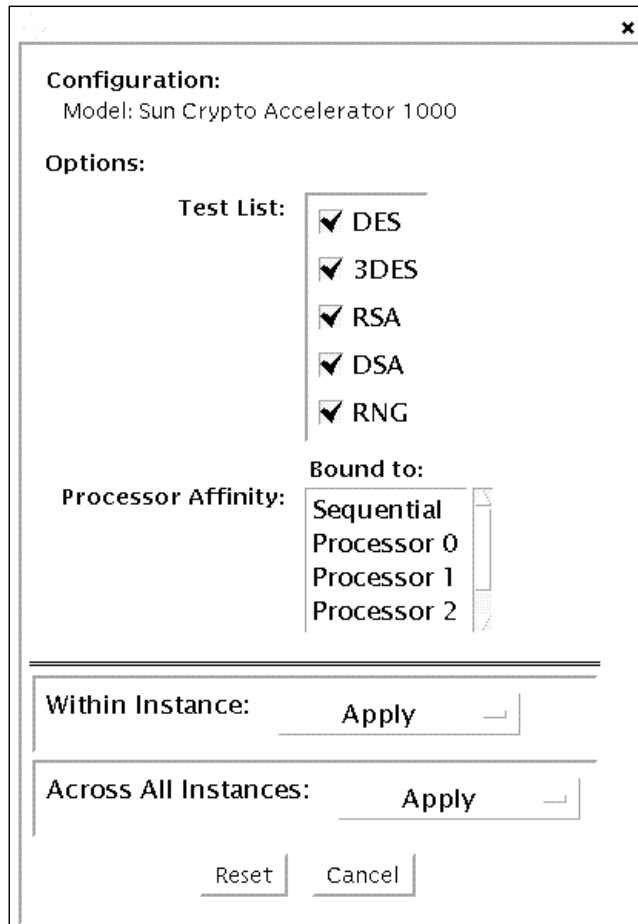 Configuration:
Model: Sun Crypto Accelerator 1000
Options:
Test List:
DES
3DES
RSA
DSA
RNG
Bound to:
Processor Affinity:
Sequential
Processor 0
Processor 1
Processor 2
Within Instance: Apply
Across All Instances: Apply
Reset Cancel